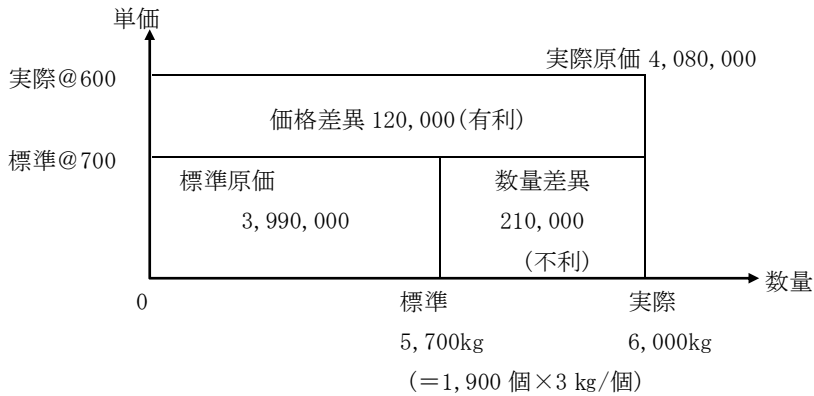 単価
実際原価 4,080,000
実際@600
価格差異 120,000(有利)
標準@700
標準原価
3,990,000
数量差異
210,000
(不利)
数量
0
標準
実際
5,700kg
6,000kg
(=1,900 個×3 kg/個)